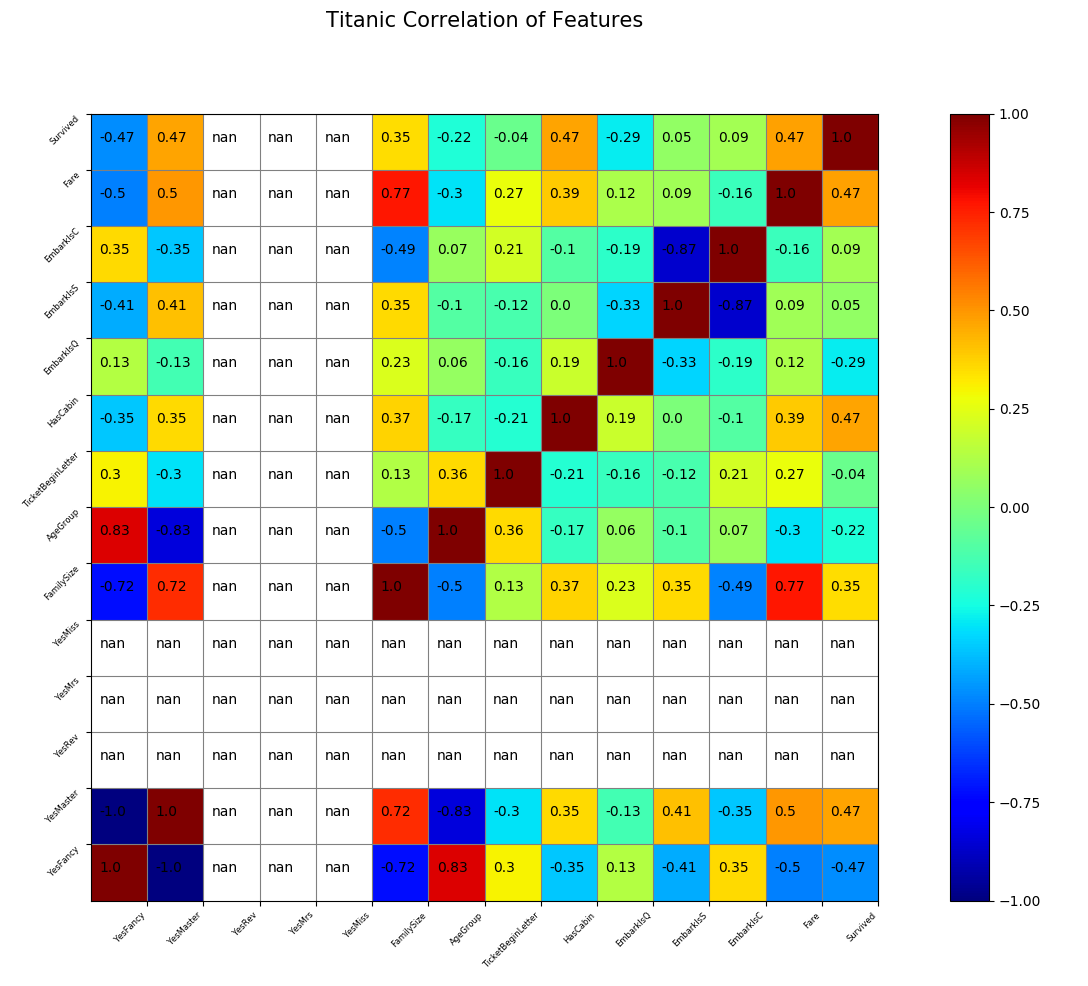 Titanic Correlation of Features
Survived -0.47 0.47 nan nan nan 0.35 -0.22 -0.04 0.47 -0.29 0.05 0.09 0.47 1.0
Fare -0.5 0.5 nan nan nan 0.77 -0.3 0.27 0.39 0.12 0.09 -0.16 1.0 0.47
EmbarkIsC 0.35 -0.35 nan nan nan -0.49 0.07 0.21 -0.1 -0.19 -0.87 1.0 -0.16 0.09
EmbarkIsS -0.41 0.41 nan nan nan 0.35 -0.1 -0.12 0.0 -0.33 1.0 -0.87 0.09 0.05
EmbarkIsQ 0.13 -0.13 nan nan nan 0.23 0.06 -0.16 0.19 1.0 -0.33 -0.19 0.12 -0.29
HasCabin -0.35 0.35 nan nan nan 0.37 -0.17 -0.21 1.0 0.19 0.0 -0.1 0.39 0.47
TicketBeginLetter 0.3 -0.3 nan nan nan 0.13 0.36 1.0 -0.21 -0.16 -0.12 0.21 0.27 -0.04
AgeGroup 0.83 -0.83 nan nan nan -0.5 1.0 0.36 -0.17 0.06 -0.1 0.07 -0.3 -0.22
FamilySize -0.72 0.72 nan nan nan 1.0 -0.5 0.13 0.37 0.23 0.35 -0.49 0.77 0.35
YesMiss nan nan nan nan nan nan nan nan nan nan nan nan nan nan
YesMrs nan nan nan nan nan nan nan nan nan nan nan nan nan nan
YesRev nan nan nan nan nan nan nan nan nan nan nan nan nan nan
YesMaster -1.0 1.0 nan nan nan 0.72 -0.83 -0.3 0.35 -0.13 0.41 -0.35 0.5 0.47
YesFancy 1.0 -1.0 nan nan nan -0.72 0.83 0.3 -0.35 0.13 -0.41 0.35 -0.5 -0.47
YesFancy YesMaster YesRev YesMrs YesMiss FamilySize AgeGroup TicketBeginLetter HasCabin EmbarkIsQ EmbarkIsS EmbarkIsC Fare Survived
1.00
0.75
0.50
0.25
0.00
−0.25
−0.50
−0.75
−1.00